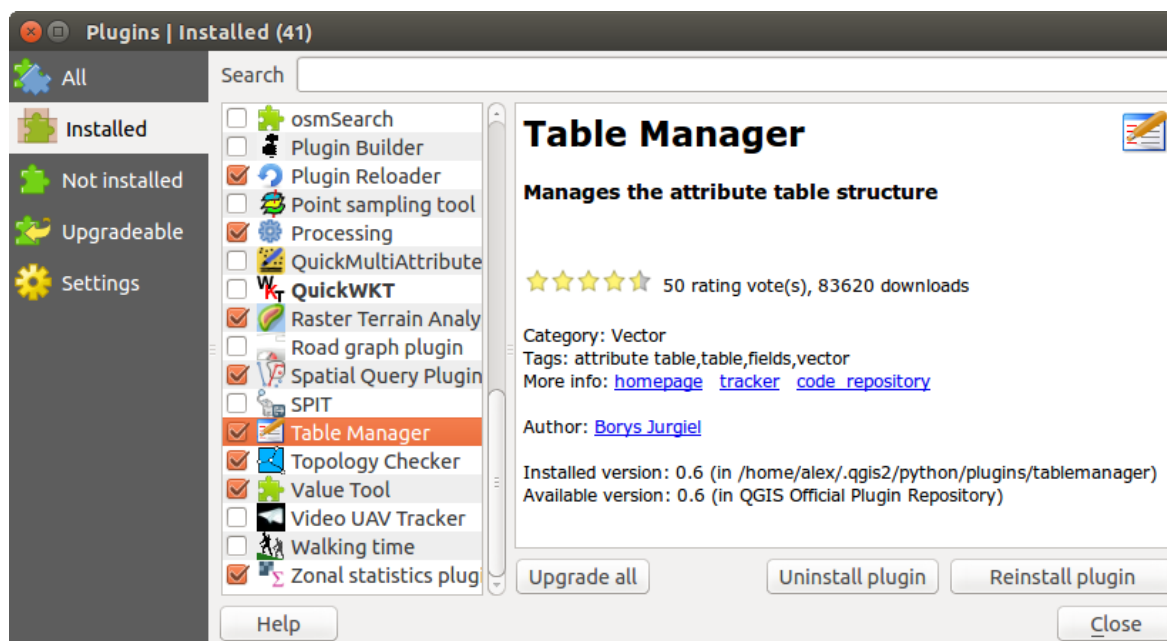 Plugins | Installed (41)
All
Installed
Not installed
Upgradeable
Settings
Search
osmSearch
Plugin Builder
Plugin Reloader
Point sampling tool
Processing
QuickMultiAttribute
WKT QuickWKT
Raster Terrain Analy
Road graph plugin
Spatial Query Plugin
SPIT
Table Manager
Topology Checker
Value Tool
Video UAV Tracker
Walking time
Σ Zonal statistics plugi
Table Manager
Manages the attribute table structure
50 rating vote(s), 83620 downloads
Category: Vector
Tags: attribute table,table,fields,vector
More info: homepage tracker code repository
Author: Borys Jurgiel
Installed version: 0.6 (in /home/alex/.qgis2/python/plugins/tablemanager)
Available version: 0.6 (in QGIS Official Plugin Repository)
Upgrade all
Uninstall plugin
Reinstall plugin
Help
Close